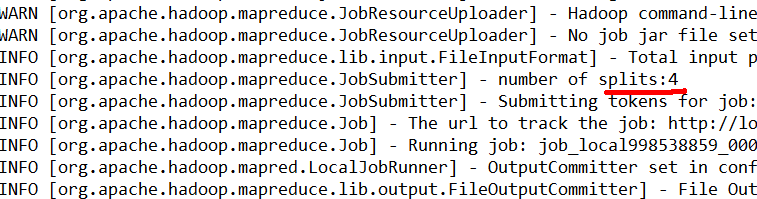 WARN [org.apache.hadoop.mapreduce.JobResourceUploader] - Hadoop command-line
WARN [org.apache.hadoop.mapreduce.JobResourceUploader] - No job jar file set
INFO [org.apache.hadoop.mapreduce.lib.input.FileInputFormat] - Total input p
INFO [org.apache.hadoop.mapreduce.JobSubmitter] - number of splits:4
INFO [org.apache.hadoop.mapreduce.JobSubmitter] - Submitting tokens for job:
INFO [org.apache.hadoop.mapreduce.Job] - The url to track the job: http://lo
INFO [org.apache.hadoop.mapreduce.Job] - Running job: job_local998538859_000
INFO [org.apache.hadoop.mapred.LocalJobRunner] - OutputCommitter set in conf
INFO [org.apache.hadoop.mapreduce.lib.output.FileOutputCommitter] - File Out